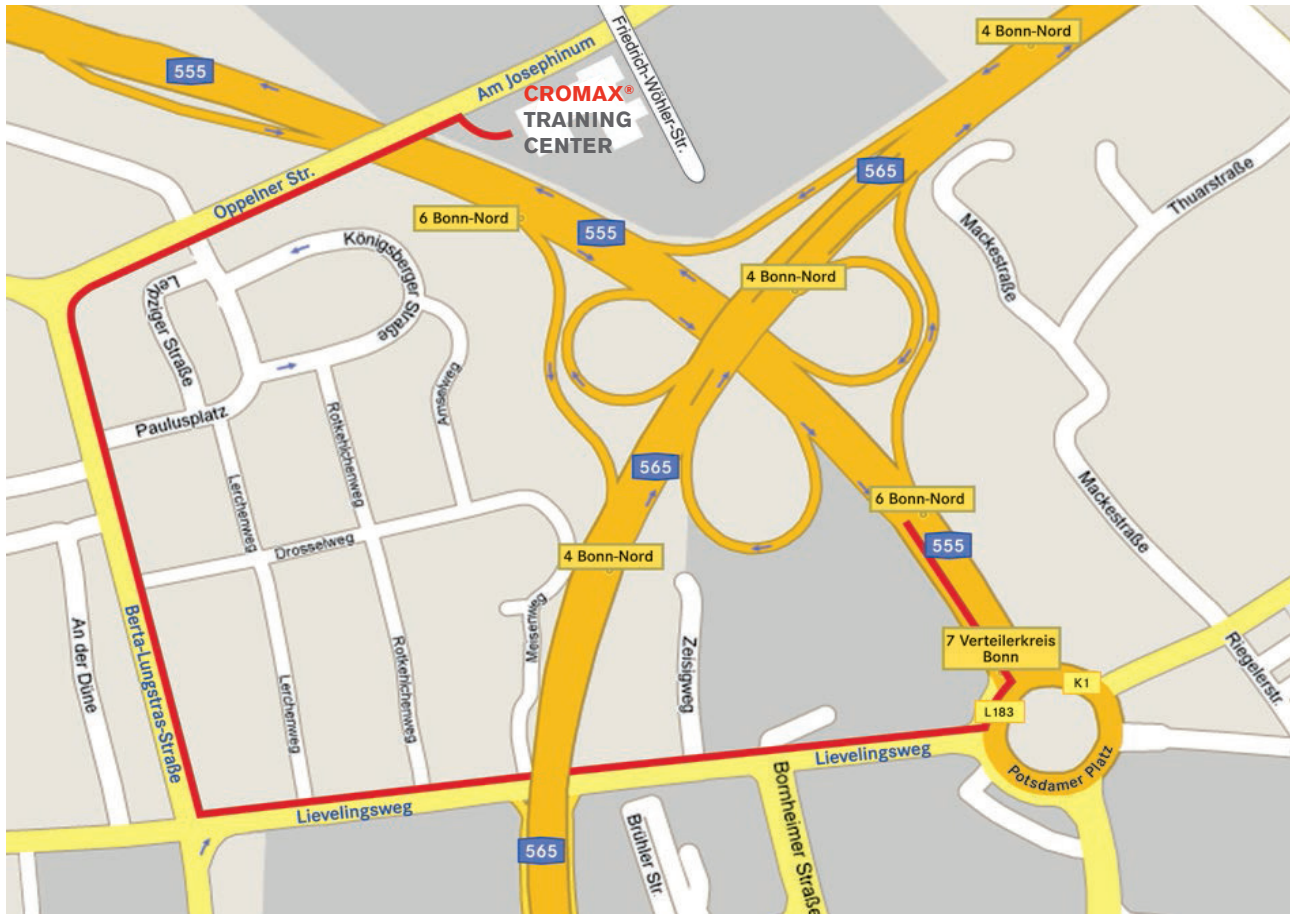 4 Bonn-Nord
Friedrich-Wöhler-Str.
Am Josephinum
555
CROMAX®
TRAINING
CENTER
565
Oppelner Str.
6 Bonn-Nord
555
Thuarstraße
Mackestraße
4 Bonn-Nord
Königsberger
Straße
Leipziger Straße
Amselweg
Paulusplatz
Rotkehlchenweg
Lerchenweg
565
6 Bonn-Nord
Mackestraße
Drosselweg
555
4 Bonn-Nord
Berta-Lungstras-Straße
An der Düne
Meisenweg
Zeisigweg
Rotkehlchenweg
Lerchenweg
7 Verteilerkreis
Bonn
Riegelerstr.
K1
L183
Lievelingsweg
Potsdamer Platz
Lievelingsweg
Bornheimer Straße
Brühler Str.
565